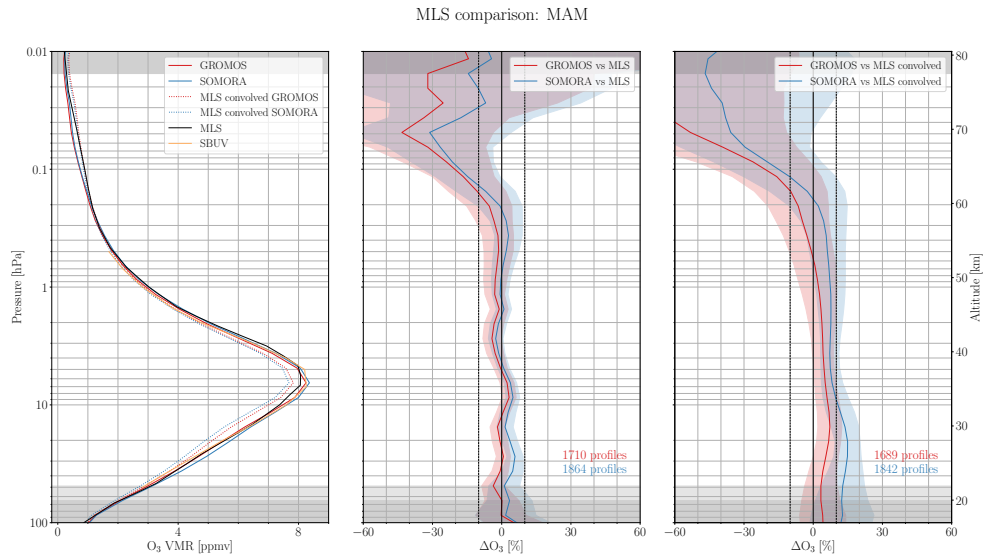 MLS comparison: MAM
0.01
0.1
1
10
100
Pressure [hPa]
0
4
8
O3 VMR [ppmv]
GROMOS
SOMORA
MLS convolved GROMOS
MLS convolved SOMORA
MLS
SBUV
GROMOS vs MLS
SOMORA vs MLS
1710 profiles
1864 profiles
−60
−30
0
30
60
ΔO3 [%]
GROMOS vs MLS convolved
SOMORA vs MLS convolved
1689 profiles
1842 profiles
−60
−30
0
30
60
ΔO3 [%]
80
70
60
50
40
30
20
Altitude [km]